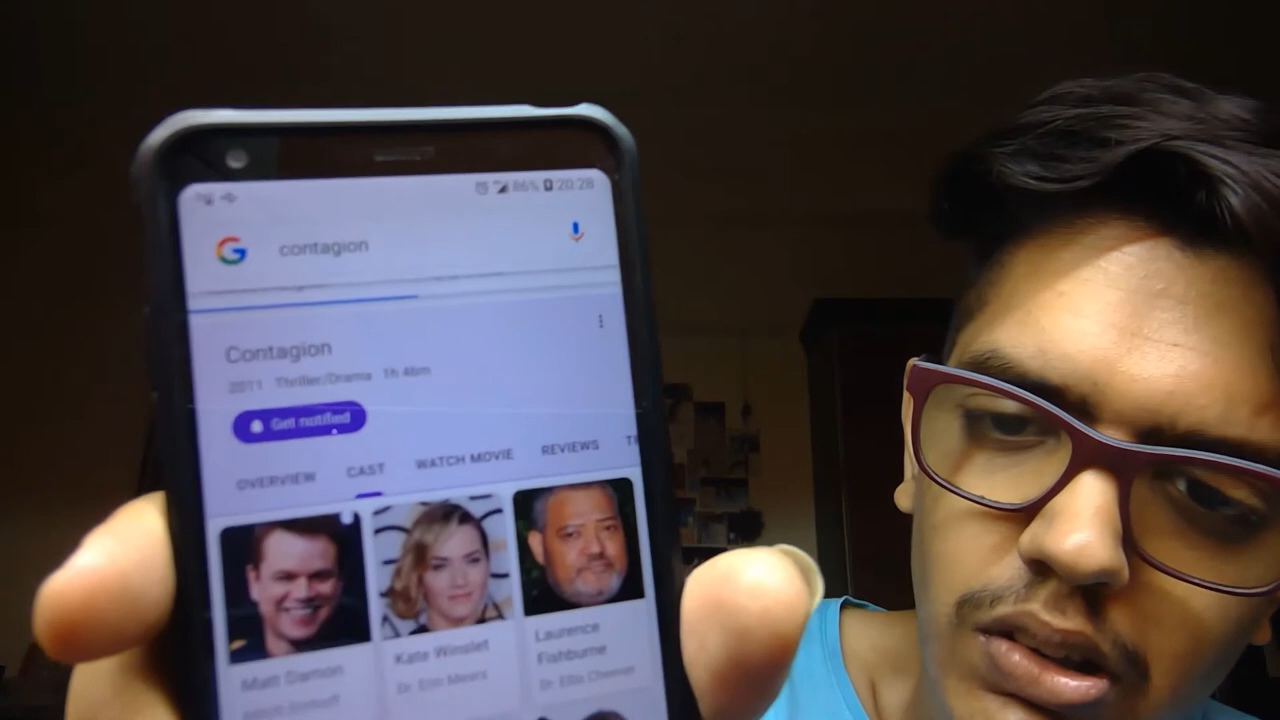 86% 20:28
contagion
Contagion
2011 Thriller/Drama 1h 46m
Get notified
OVERVIEW CAST WATCH MOVIE REVIEWS
Matt Damon
Kate Winslet
Laurence
Fishburne
Dr. Erin Mears
Dr. Ellis Cheever